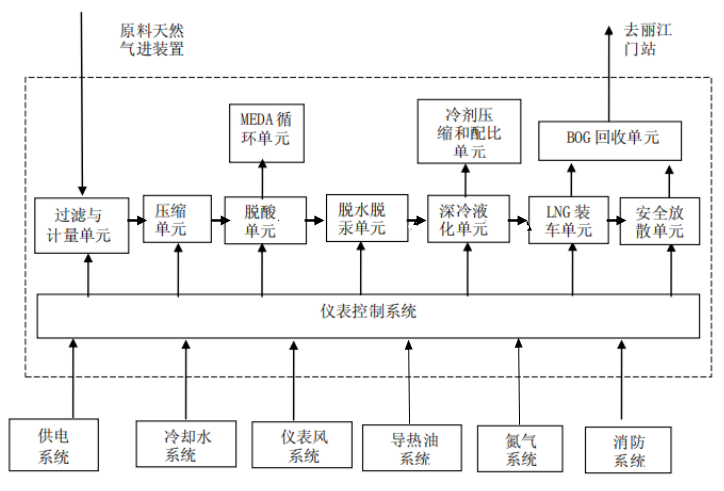 原料天然
气进装置
去丽江
门站
MEDA 循
环单元
冷剂压
缩和配比
单元
BOG 回收单元
过滤与
计量单元
压缩
单元
脱酸
单元
脱水脱
汞单元
深冷液
化单元
LNG 装
车单元
安全放
散单元
仪表控制系统
供电
系统
冷却水
系统
仪表风
系统
导热油
系统
氮气
系统
消防
系统